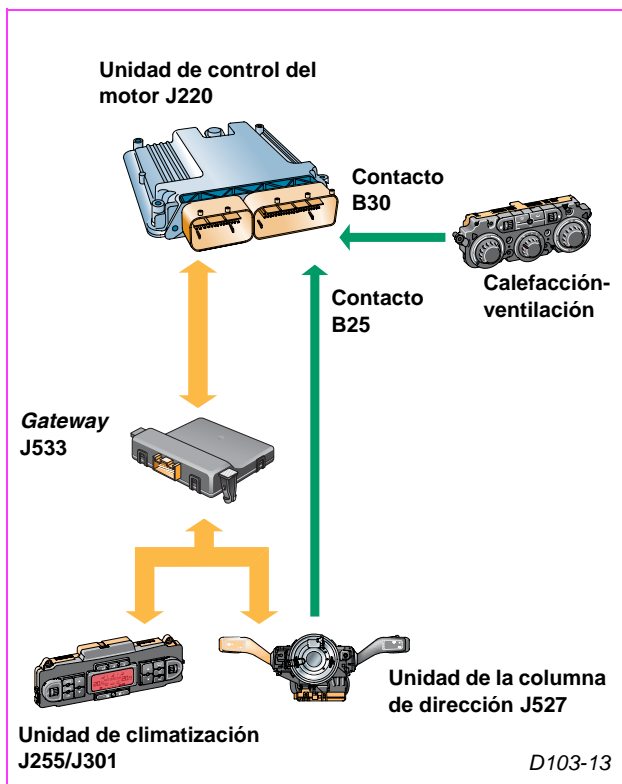 Unidad de control del
motor J220
Contacto
B30
Calefacción-
ventilación
Contacto
B25
Gateway
J533
Unidad de la columna
de dirección J527
Unidad de climatización
J255/J301
D103-13